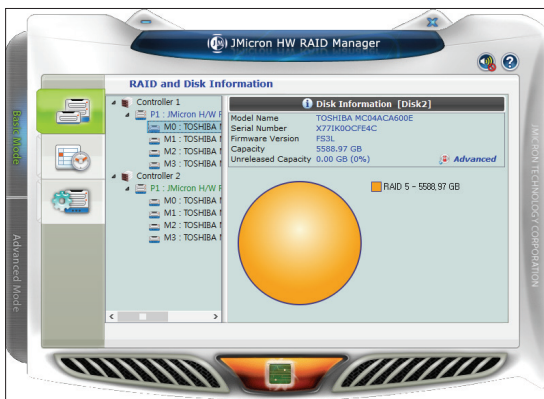 JMicron HW RAID Manager
RAID and Disk Information
Basic Mode
Advanced Mode
Controller 1
P1 : JMicron H/W F
M0 : TOSHIBA M
M1 : TOSHIBA M
M2 : TOSHIBA M
M3 : TOSHIBA M
Controller 2
P1 : JMicron H/W F
M0 : TOSHIBA M
M1 : TOSHIBA M
M2 : TOSHIBA M
M3 : TOSHIBA M
Disk Information [Disk2]
Model Name TOSHIBA MC04ACA600E
Serial Number X77IK0OCFE4C
Firmware Version FS3L
Capacity 5588.97 GB
Unreleased Capacity 0.00 GB (0%)
Advanced
RAID 5 - 5588,97 GB
JMICRON TECHNOLOGY CORPORATION